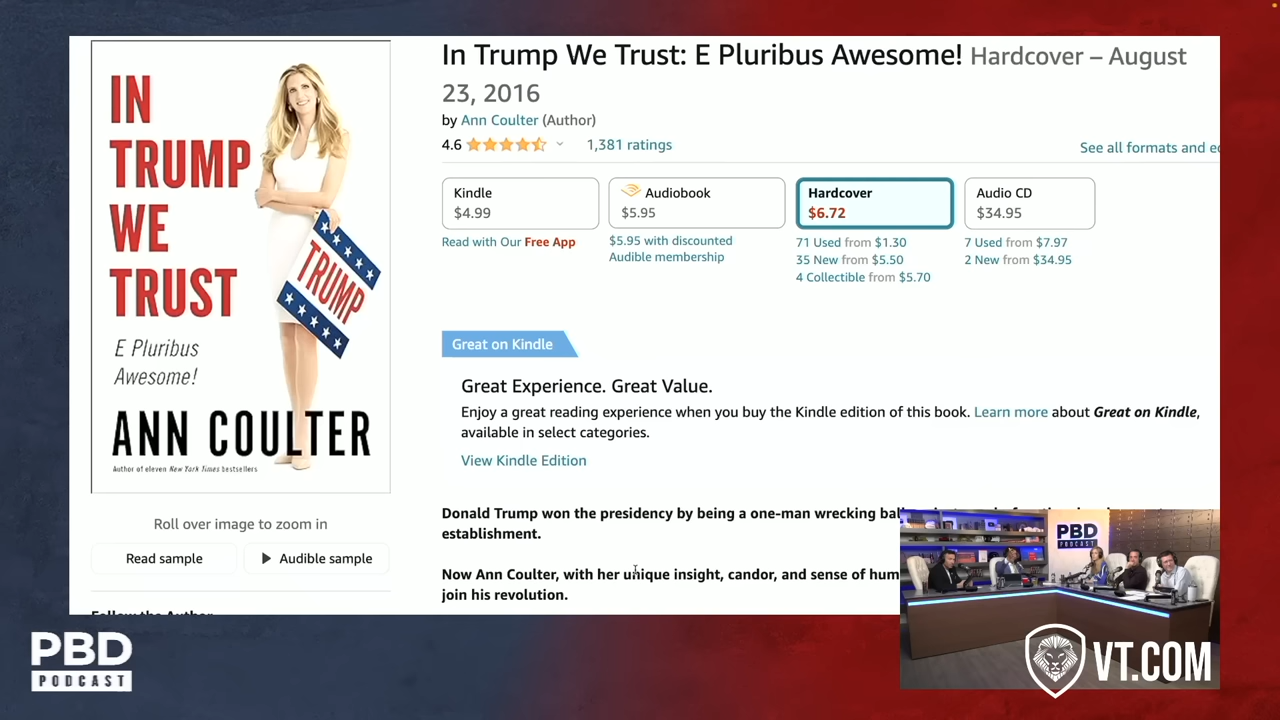 IN
TRUMP
WE
TRUST
E Pluribus
Awesome!
TRUMP
ANN COULTER
Author of eleven New York Times bestsellers
Roll over image to zoom in
Read sample
Audible sample
Follow the Author
In Trump We Trust: E Pluribus Awesome! Hardcover – August
23, 2016
by Ann Coulter (Author)
4.6
1,381 ratings
See all formats and
Kindle
$4.99
Read with Our Free App
Audiobook
$5.95
$5.95 with discounted
Audible membership
Hardcover
$6.72
71 Used from $1.30
35 New from $5.50
4 Collectible from $5.70
Audio CD
$34.95
7 Used from $7.97
2 New from $34.95
Great on Kindle
Great Experience. Great Value.
Enjoy a great reading experience when you buy the Kindle edition of this book. Learn more about Great on Kindle,
available in select categories.
View Kindle Edition
Donald Trump won the presidency by being a one-man wrecking
establishment.
Now Ann Coulter, with her unique insight, candor, and sense of
join his revolution.
PBD
PODCAST
PBD
PODCAST
VT.COM